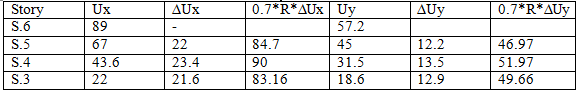 Story Ux ΔUx 0.7*R*ΔUx Uy ΔUy 0.7*R*ΔUy
S.6 89 - 57.2
S.5 67 22 84.7 45 12.2 46.97
S.4 43.6 23.4 90 31.5 13.5 51.97
S.3 22 21.6 83.16 18.6 12.9 49.66